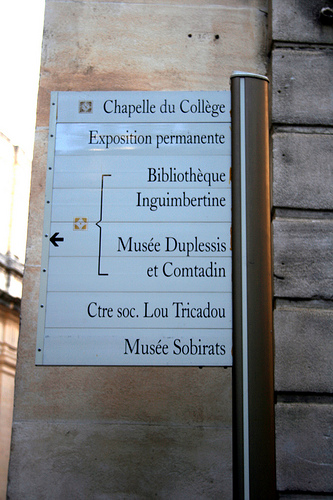 Chapelle du Collège
Exposition permanente
Bibliothèque
Inguimbertine
Musée Duplessis
et Comtadin
Ctre soc. Lou Tricadou
Musée Sobirats